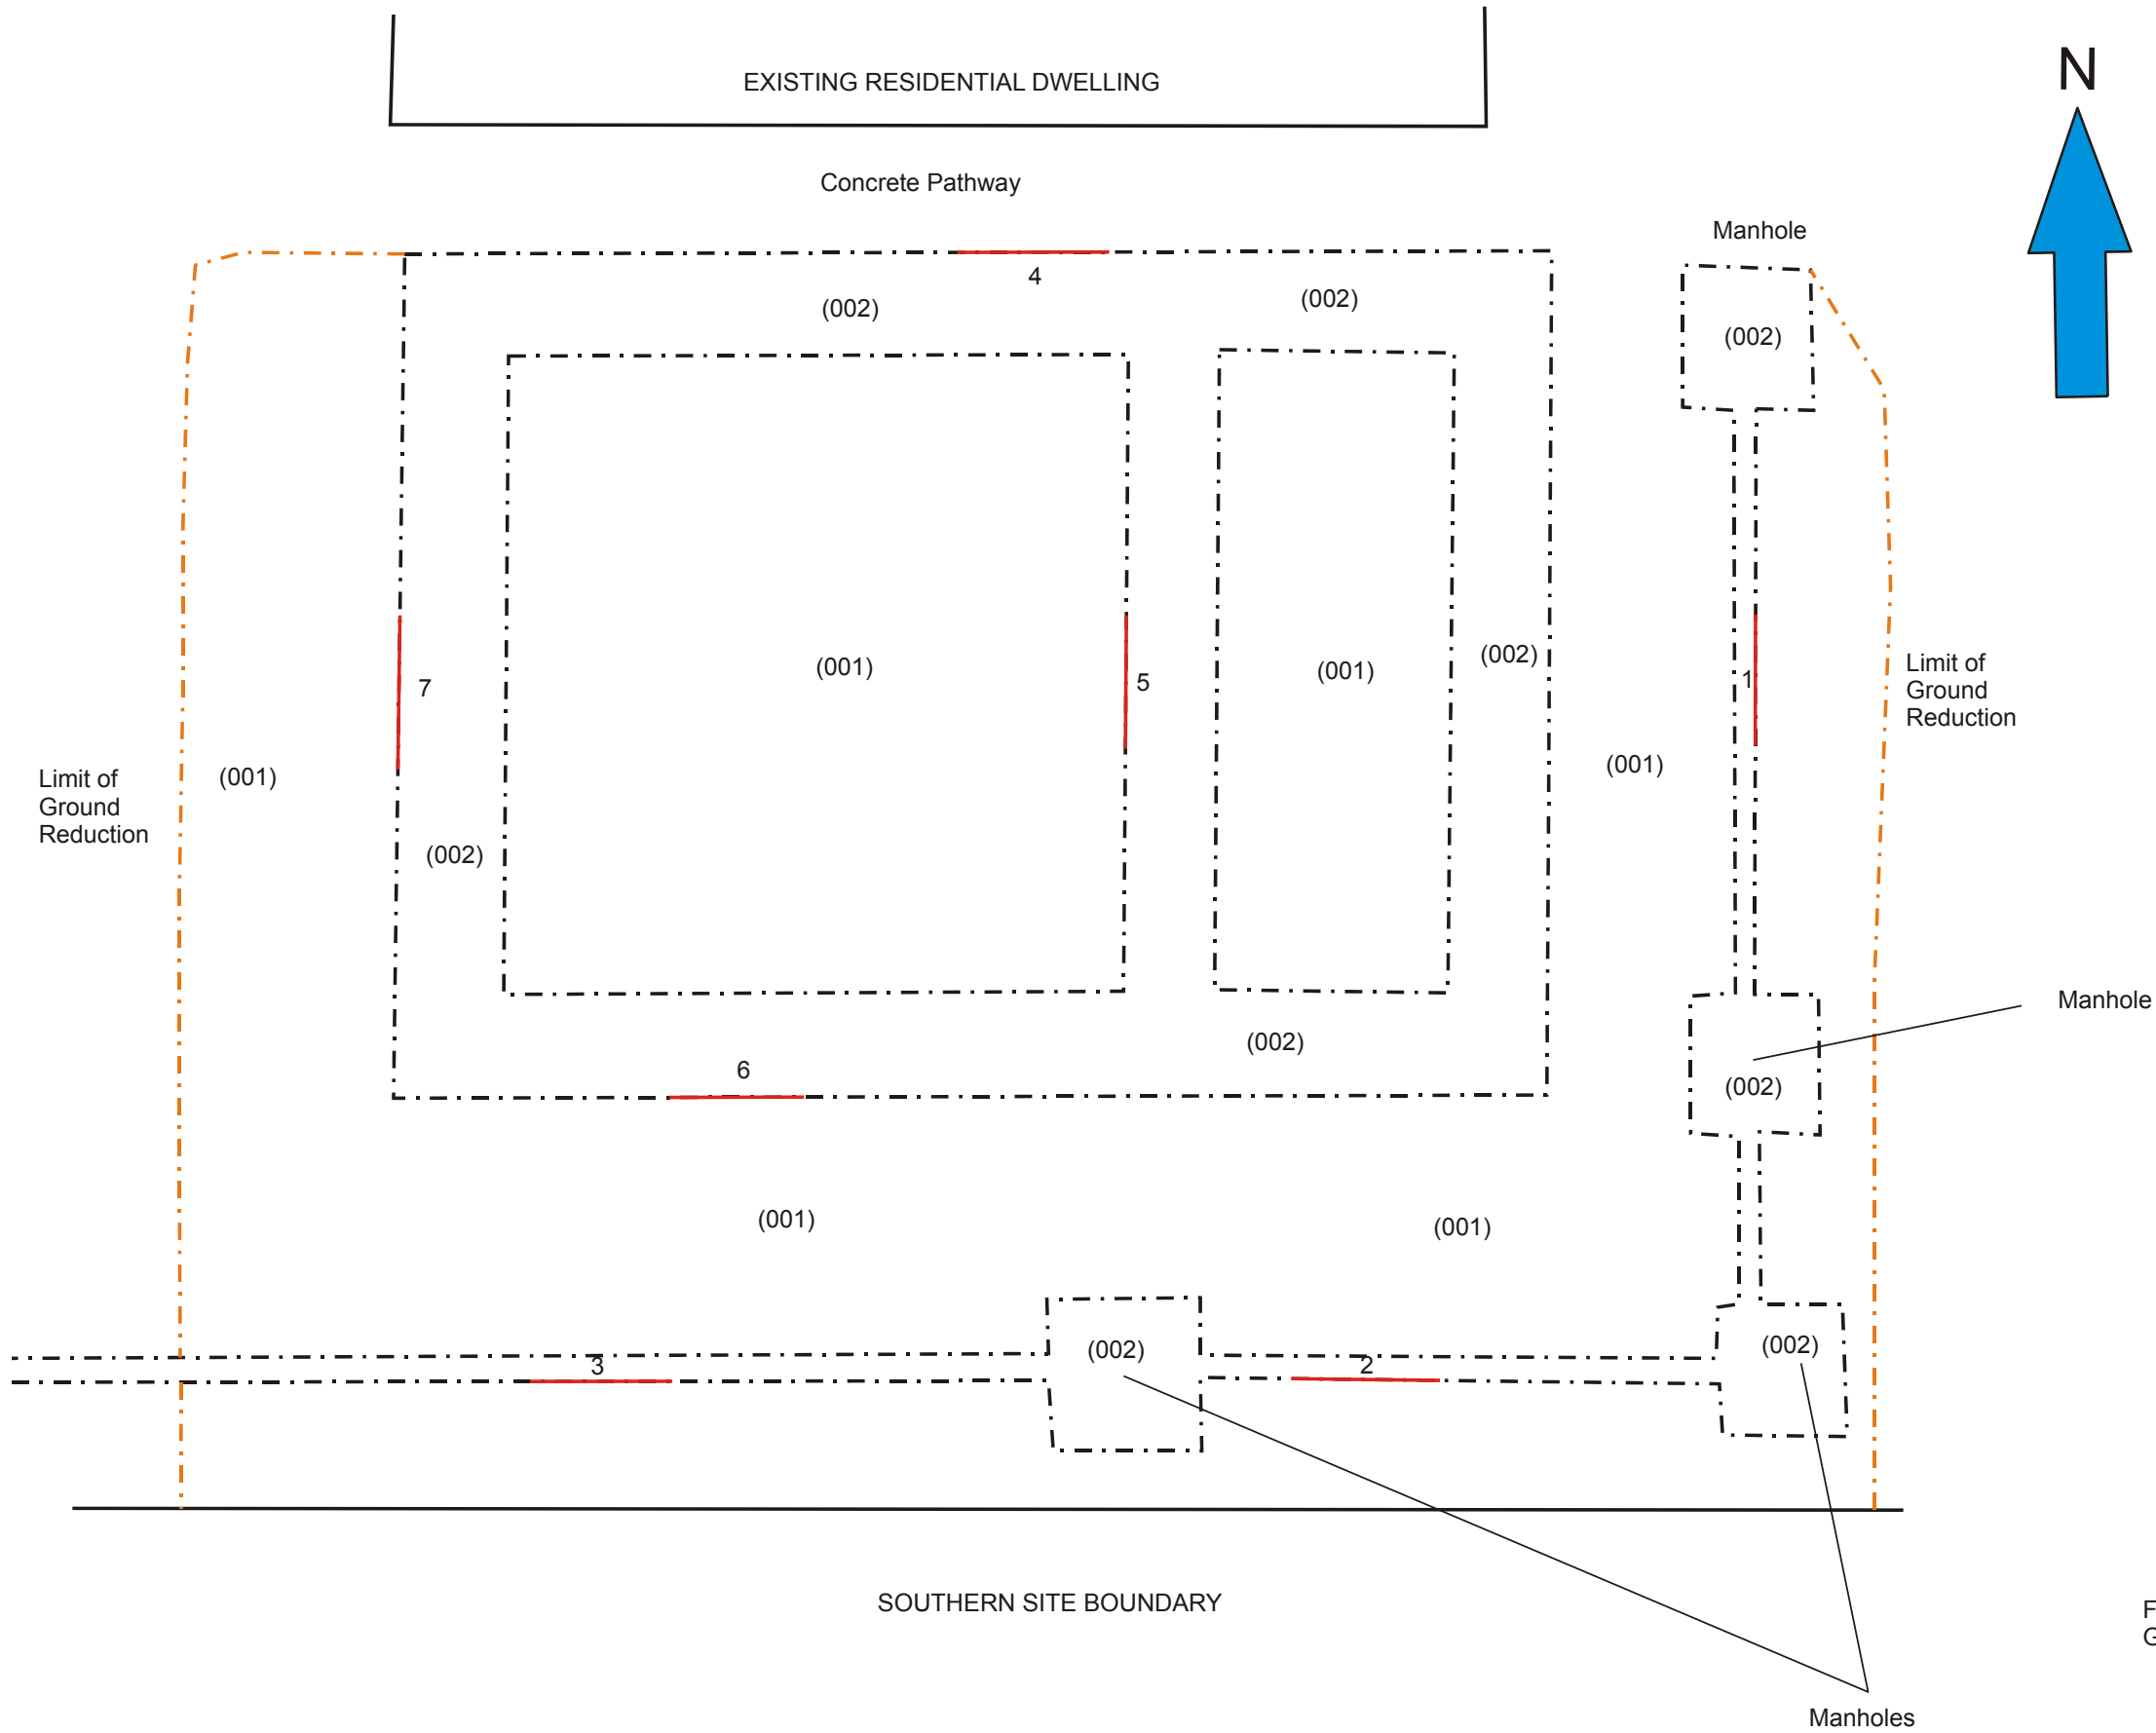 EXISTING RESIDENTIAL DWELLING
N
Concrete Pathway
Manhole
4
(002)
(002)
(002)
(001)
(001)
(002)
7
5
1
Limit of
Ground
Reduction
(001)
(001)
Limit of
Ground
Reduction
(002)
Manhole
(002)
6
(002)
(001)
(001)
3
(002)
2
(002)
SOUTHERN SITE BOUNDARY
Manholes